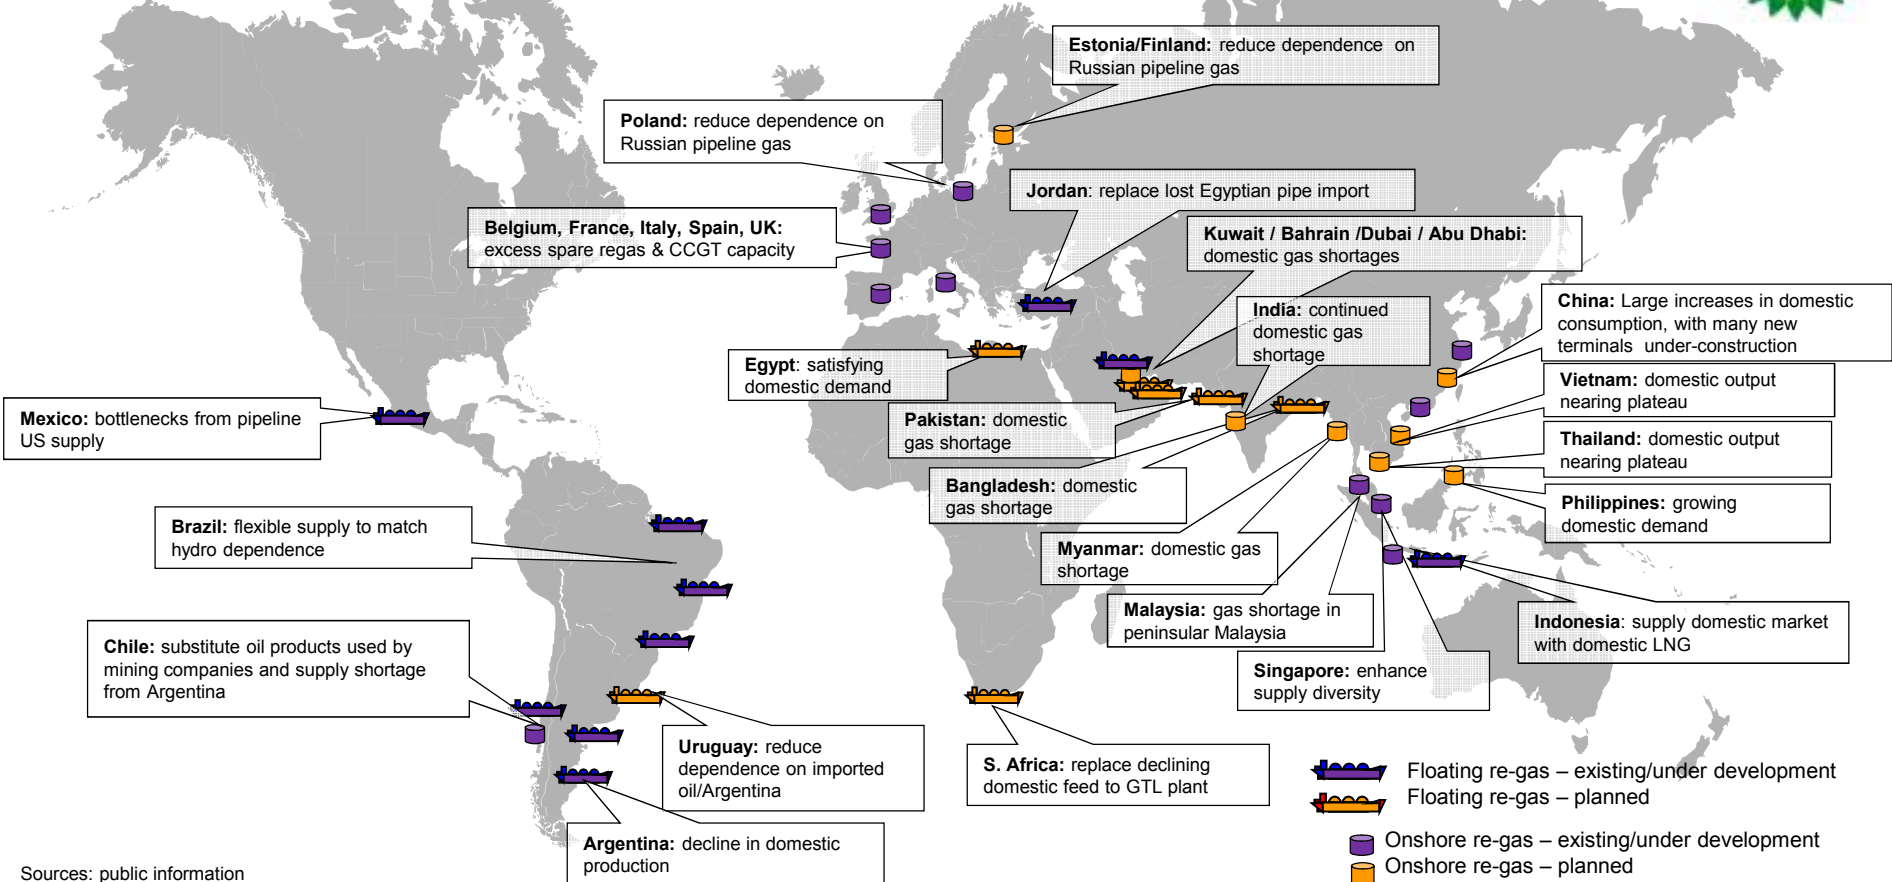 Estonia/Finland: reduce dependence on
Russian pipeline gas
Poland: reduce dependence on
Russian pipeline gas
Jordan: replace lost Egyptian pipe import
Belgium, France, Italy, Spain, UK:
excess spare regas & CCGT capacity
Kuwait / Bahrain /Dubai / Abu Dhabi:
domestic gas shortages
India: continued
domestic gas
shortage
China: Large increases in domestic
consumption, with many new
terminals under-construction
Egypt: satisfying
domestic demand
Vietnam: domestic output
nearing plateau
Mexico: bottlenecks from pipeline
US supply
Pakistan: domestic
gas shortage
Thailand: domestic output
nearing plateau
Bangladesh: domestic
gas shortage
Philippines: growing
domestic demand
Brazil: flexible supply to match
hydro dependence
Myanmar: domestic gas
shortage
Malaysia: gas shortage in
peninsular Malaysia
Indonesia: supply domestic market
with domestic LNG
Chile: substitute oil products used by
mining companies and supply shortage
from Argentina
Singapore: enhance
supply diversity
Uruguay: reduce
dependence on imported
oil/Argentina
S. Africa: replace declining
domestic feed to GTL plant
Argentina: decline in domestic
production
Floating re-gas – existing/under development
Floating re-gas – planned
Onshore re-gas – existing/under development
Onshore re-gas – planned
Sources: public information